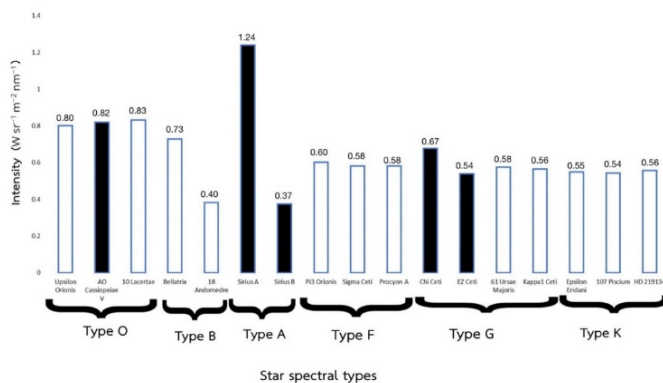 Intensity (W sr⁻¹ m⁻² nm⁻¹)
1.4
1.2
1
0.8
0.6
0.4
0.2
0
0.80
0.82
0.83
0.73
0.40
1.24
0.37
0.60
0.58
0.58
0.67
0.54
0.58
0.56
0.55
0.54
0.56
Upsilon
Orionis
AO
Cassiopeiae
V
10 Lacertae
Bellatrix
18
Andomedre
Sirius A
Sirius B
Pi3 Orionis
Sigma Ceti
Procyon A
Chi Ceti
EZ Ceti
61 Ursae
Majoris
Kappa1 Ceti
Epsilon
Eridani
107 Piscium
HD 219134
Type O
Type B
Type A
Type F
Type G
Type K
Star spectral types